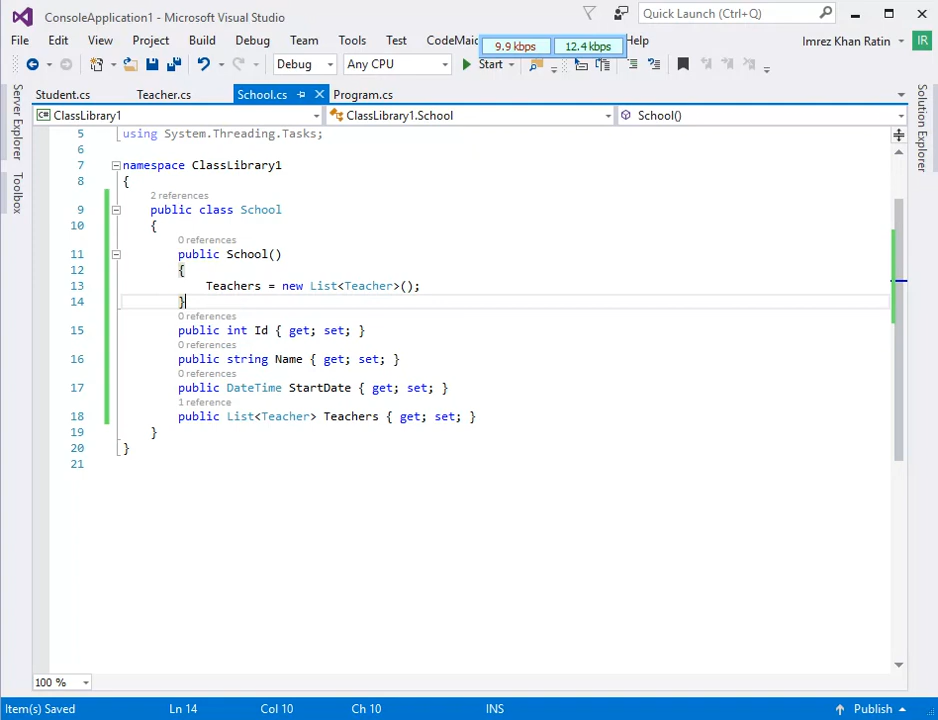 ConsoleApplication1 - Microsoft Visual Studio
Quick Launch (Ctrl+Q)
File Edit View Project Build Debug Team Tools Test CodeMaid 9.9 kbps 12.4 kbps Help Imrez Khan Ratin IR
Debug Any CPU Start
Student.cs Teacher.cs School.cs Program.cs
ClassLibrary1 ClassLibrary1.School School()
Server Explorer
Toolbox
Solution Explorer
5 using System.Threading.Tasks;
6
7 namespace ClassLibrary1
8 {
2 references
9 public class School
10 {
0 references
11 public School()
12 {
13 Teachers = new List<Teacher>();
14 }
0 references
15 public int Id { get; set; }
0 references
16 public string Name { get; set; }
0 references
17 public DateTime StartDate { get; set; }
1 reference
18 public List<Teacher> Teachers { get; set; }
19 }
20 }
21
100 %
Item(s) Saved Ln 14 Col 10 Ch 10 INS Publish